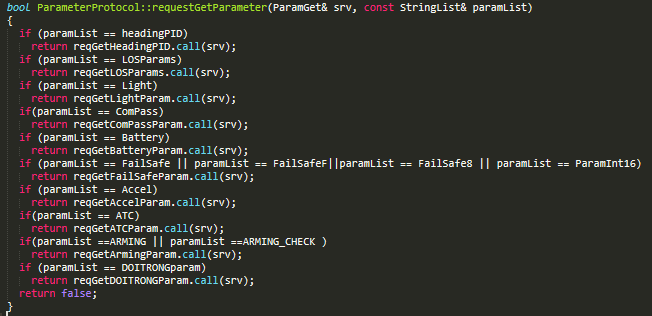 bool ParameterProtocol::requestGetParameter(ParamGet& srv, const StringList& paramList)
{
  if (paramList == headingPID)
    return reqGetHeadingPID.call(srv);
  if (paramList == LOSParams)
    return reqGetLOSParams.call(srv);
  if (paramList == Light)
    return reqGetLightParam.call(srv);
  if(paramList == ComPass)
    return reqGetComPassParam.call(srv);
  if (paramList == Battery)
    return reqGetBatteryParam.call(srv);
  if (paramList == FailSafe || paramList == FailSafeF||paramList == FailSafe8 || paramList == ParamInt16)
    return reqGetFailSafeParam.call(srv);
  if (paramList == Accel)
    return reqGetAccelParam.call(srv);
  if(paramList == ATC)
    return reqGetATCParam.call(srv);
  if(paramList ==ARMING || paramList ==ARMING_CHECK )
    return reqGetArmingParam.call(srv);
  if (paramList == DOITRONGparam)
    return reqGetDOITRONGParam.call(srv);
  return false;
}